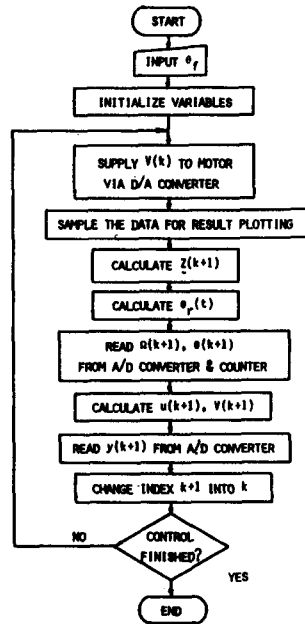 START
INPUT θf
INITIALIZE VARIABLES
SUPPLY V(k) TO MOTOR
VIA D/A CONVERTER
SAMPLE THE DATA FOR RESULT PLOTTING
CALCULATE Z(k+1)
CALCULATE θr(t)
READ Ω(k+1), θ(k+1)
FROM A/D CONVERTER & COUNTER
CALCULATE u(k+1), V(k+1)
READ y(k+1) FROM A/D CONVERTER
CHANGE INDEX k+1 INTO k
NO
CONTROL
FINISHED?
YES
END